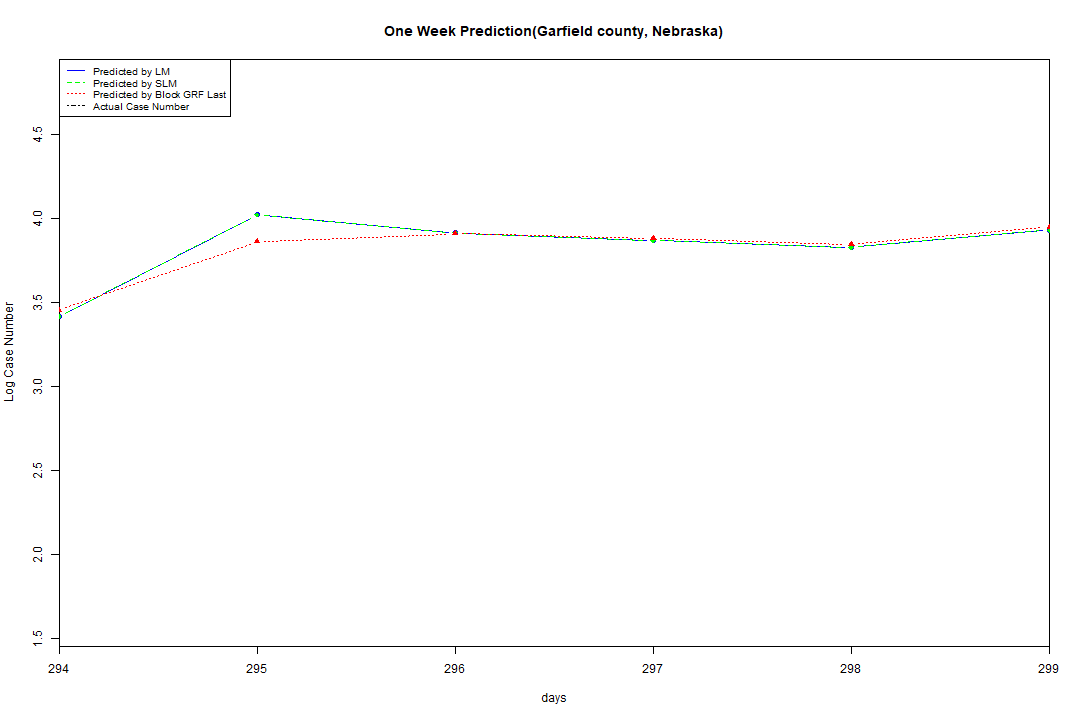 One Week Prediction(Garfield county, Nebraska)
Predicted by LM
Predicted by SLM
Predicted by Block GRF Last
Actual Case Number
4.5
4.0
3.5
3.0
2.5
2.0
1.5
Log Case Number
294 295 296 297 298 299
days